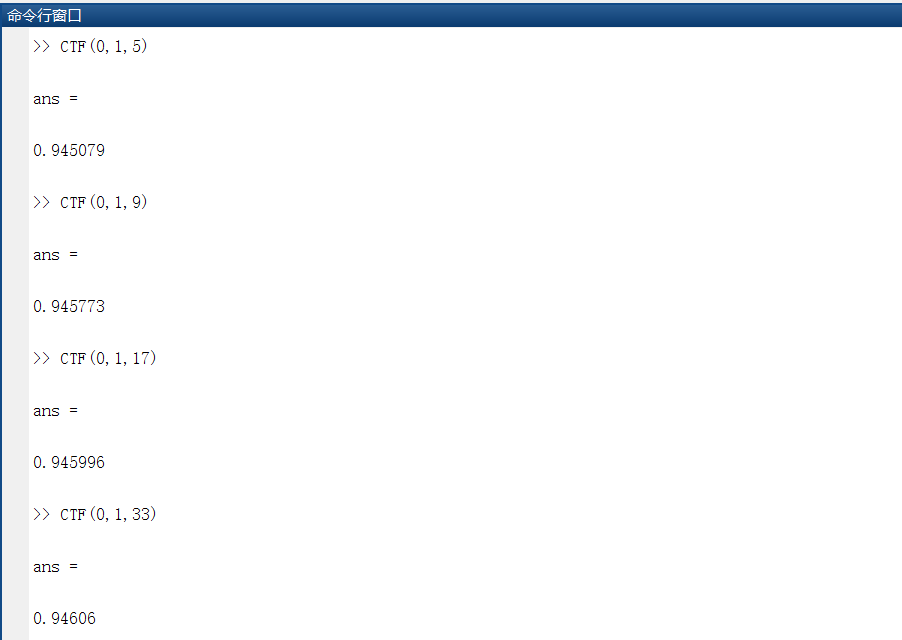 命令行窗口
>> CTF(0,1,5)
ans =
0.945079
>> CTF(0,1,9)
ans =
0.945773
>> CTF(0,1,17)
ans =
0.945996
>> CTF(0,1,33)
ans =
0.94606